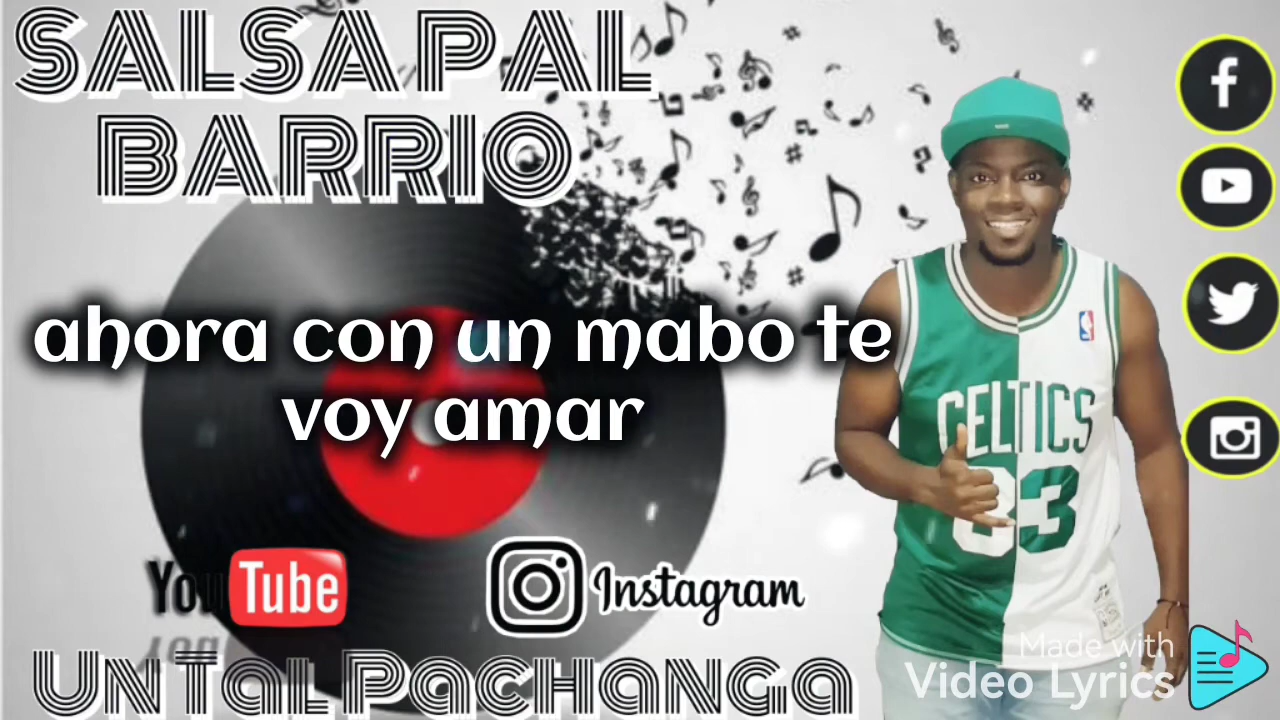 SALSA PAL
BARRIO
ahora con un mabo te
voy amar
CELTICS
33
YouTube
Instagram
Un Tal Pachanga
Made with
Video Lyrics